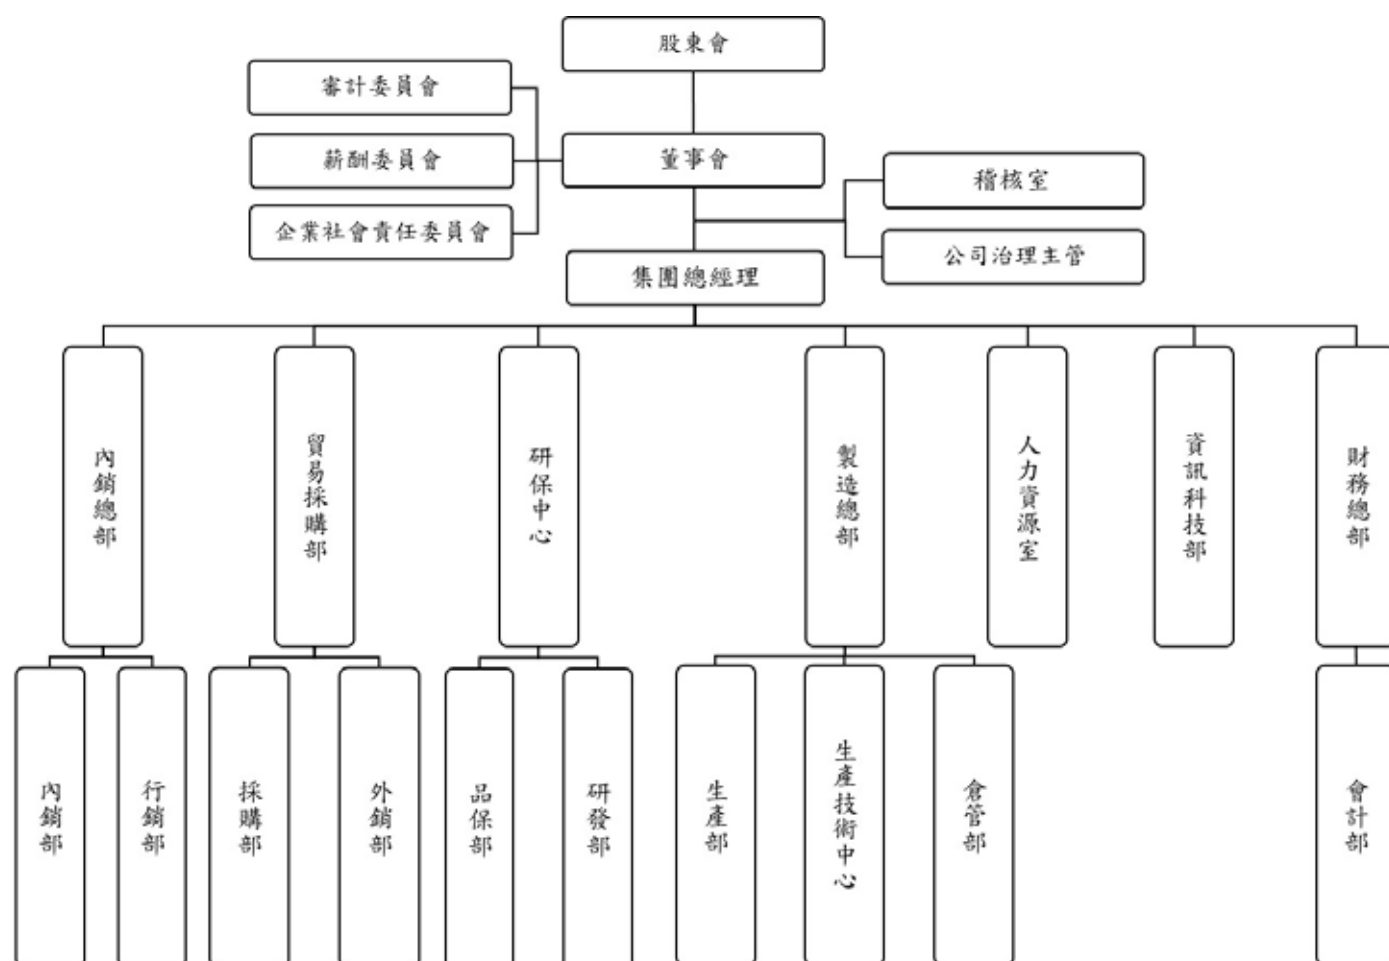 股東會
審計委員會
董事會
薪酬委員會
稽核室
企業社會責任委員會
公司治理主管
集團總經理
內銷總部
貿易採購部
研保中心
製造總部
人力資源室
資訊科技部
財務總部
內銷部
行銷部
採購部
外銷部
品保部
研發部
生產部
生產技術中心
倉管部
會計部